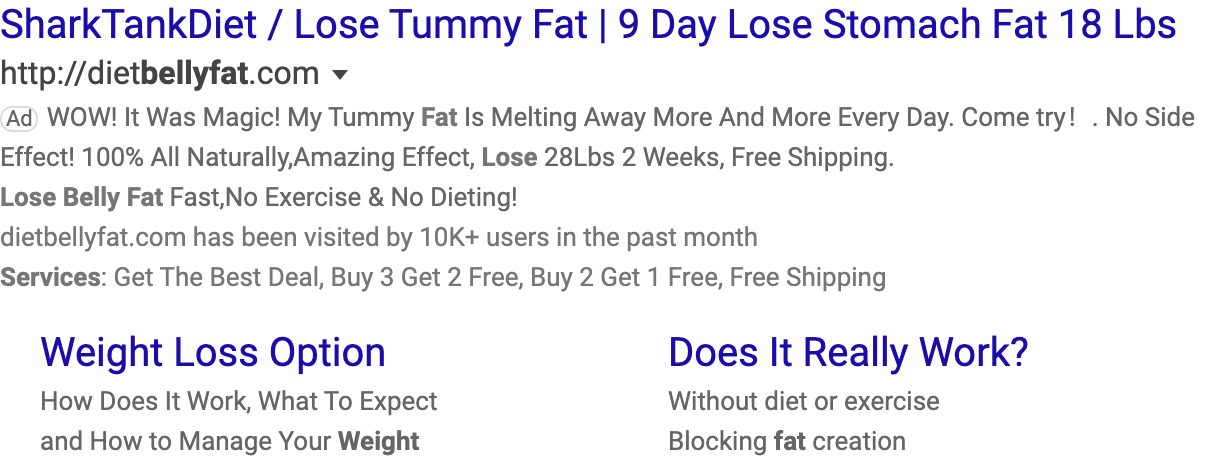 SharkTankDiet / Lose Tummy Fat | 9 Day Lose Stomach Fat 18 Lbs
http://dietbellyfat.com
Ad WOW! It Was Magic! My Tummy Fat Is Melting Away More And More Every Day. Come try！ . No Side
Effect! 100% All Naturally,Amazing Effect, Lose 28Lbs 2 Weeks, Free Shipping.
Lose Belly Fat Fast,No Exercise & No Dieting!
dietbellyfat.com has been visited by 10K+ users in the past month
Services: Get The Best Deal, Buy 3 Get 2 Free, Buy 2 Get 1 Free, Free Shipping
Weight Loss Option
How Does It Work, What To Expect
and How to Manage Your Weight
Does It Really Work?
Without diet or exercise
Blocking fat creation